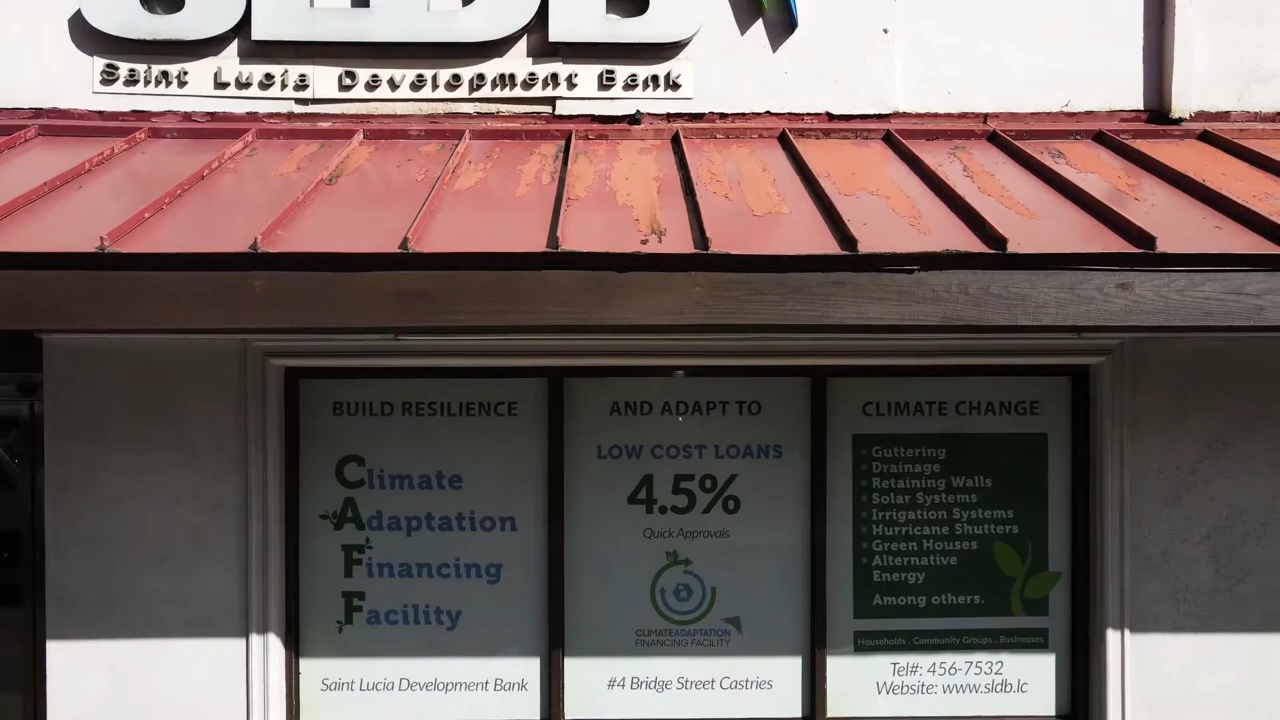 SLDB
Saint Lucia Development Bank
BUILD RESILIENCE
Climate
Adaptation
Financing
Facility
Saint Lucia Development Bank
AND ADAPT TO
LOW COST LOANS
4.5%
Quick Approvals
CLIMATEADAPTATION
FINANCING FACILITY
#4 Bridge Street Castries
CLIMATE CHANGE
Guttering
Drainage
Retaining Walls
Solar Systems
Irrigation Systems
Hurricane Shutters
Green Houses
Alternative
Energy
Among others.
Households . Community Groups . Businesses
Tel#: 456-7532
Website: www.sldb.lc